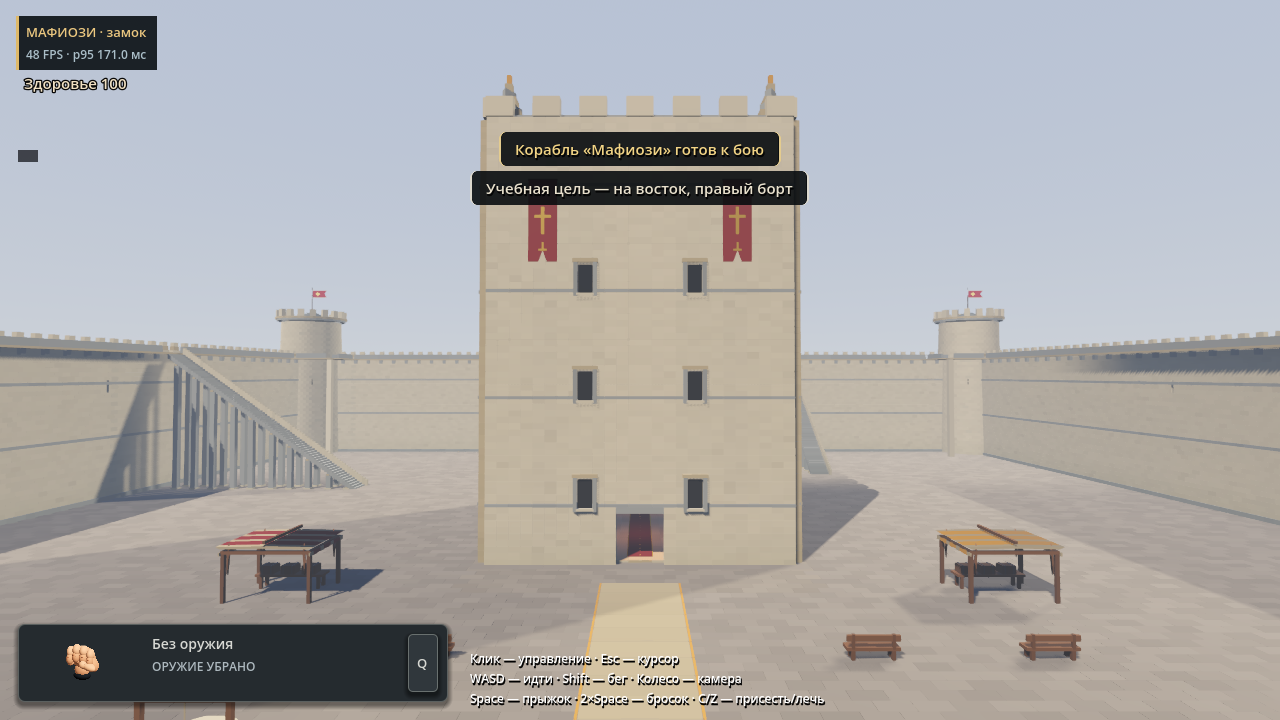 МАФИОЗИ · замок
48 FPS · p95 171.0 мс
Здоровье 100
Корабль «Мафиози» готов к бою
Учебная цель — на восток, правый борт
Без оружия
ОРУЖИЕ УБРАНО
Q
Клик — управление · Esc — курсор
WASD — идти · Shift — бег · Колесо — камера
Space — прыжок · 2×Space — бросок · C/Z — присесть/лечь